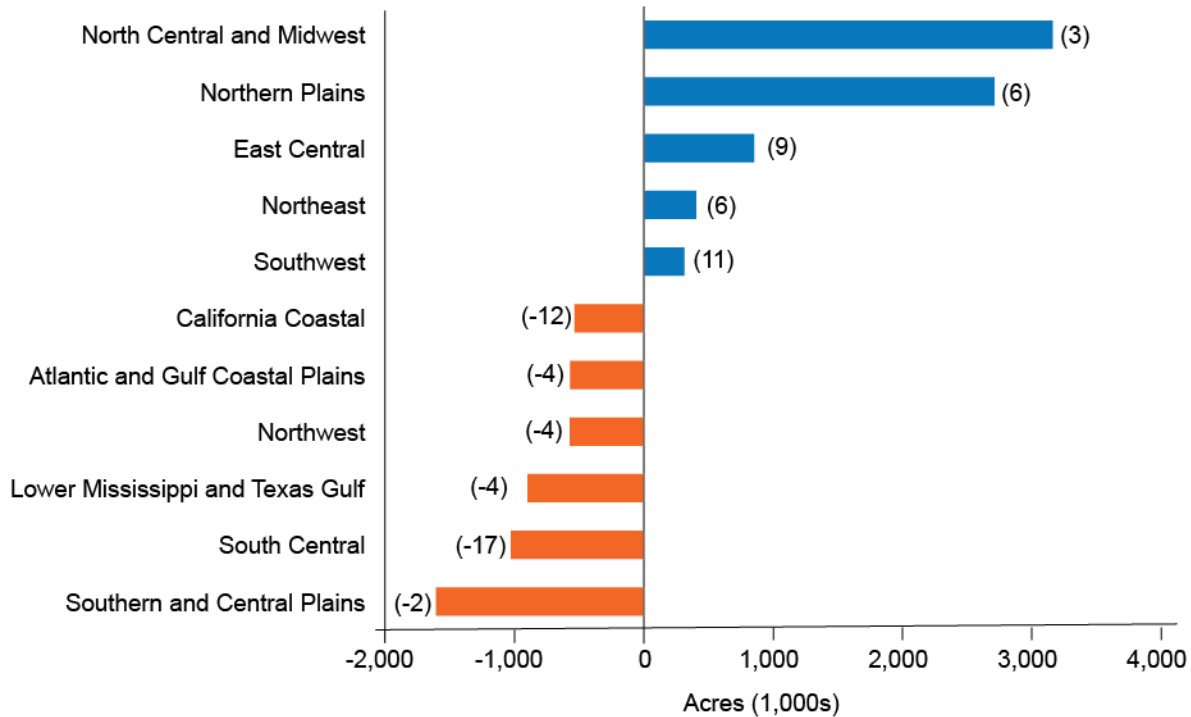 North Central and Midwest (3)
Northern Plains (6)
East Central (9)
Northeast (6)
Southwest (11)
California Coastal (-12)
Atlantic and Gulf Coastal Plains (-4)
Northwest (-4)
Lower Mississippi and Texas Gulf (-4)
South Central (-17)
Southern and Central Plains (-2)
-2,000 -1,000 0 1,000 2,000 3,000 4,000
Acres (1,000s)